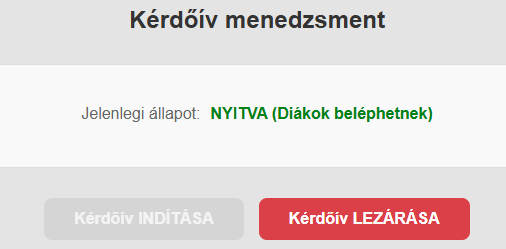 Kérdőív menedzsment
Jelenlegi állapot: NYITVA (Diákok beléphetnek)
Kérdőív INDÍTÁSA Kérdőív LEZÁRÁSA